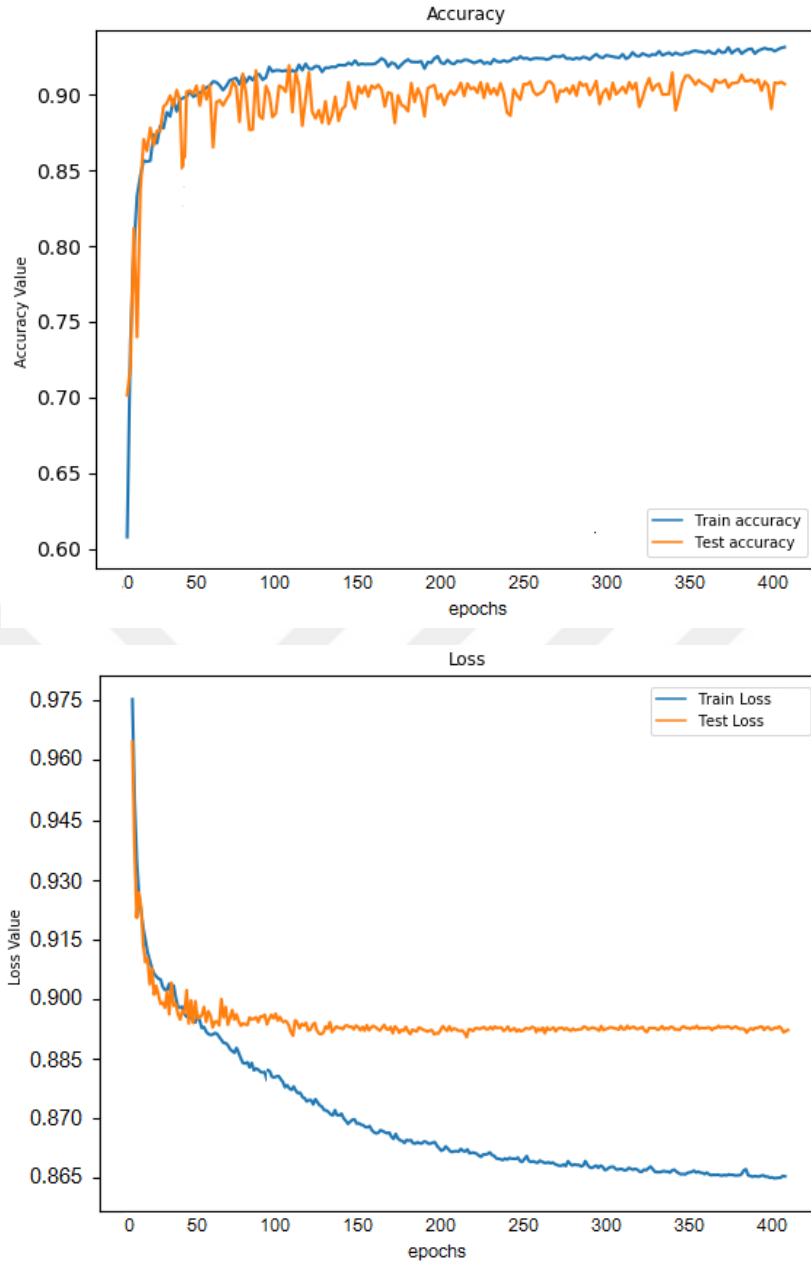 Accuracy
Accuracy Value
0.90
0.85
0.80
0.75
0.70
0.65
0.60
Train accuracy
Test accuracy
0 50 100 150 200 250 300 350 400
epochs
Loss
Loss Value
0.975
0.960
0.945
0.930
0.915
0.900
0.885
0.870
0.865
Train Loss
Test Loss
0 50 100 150 200 250 300 350 400
epochs